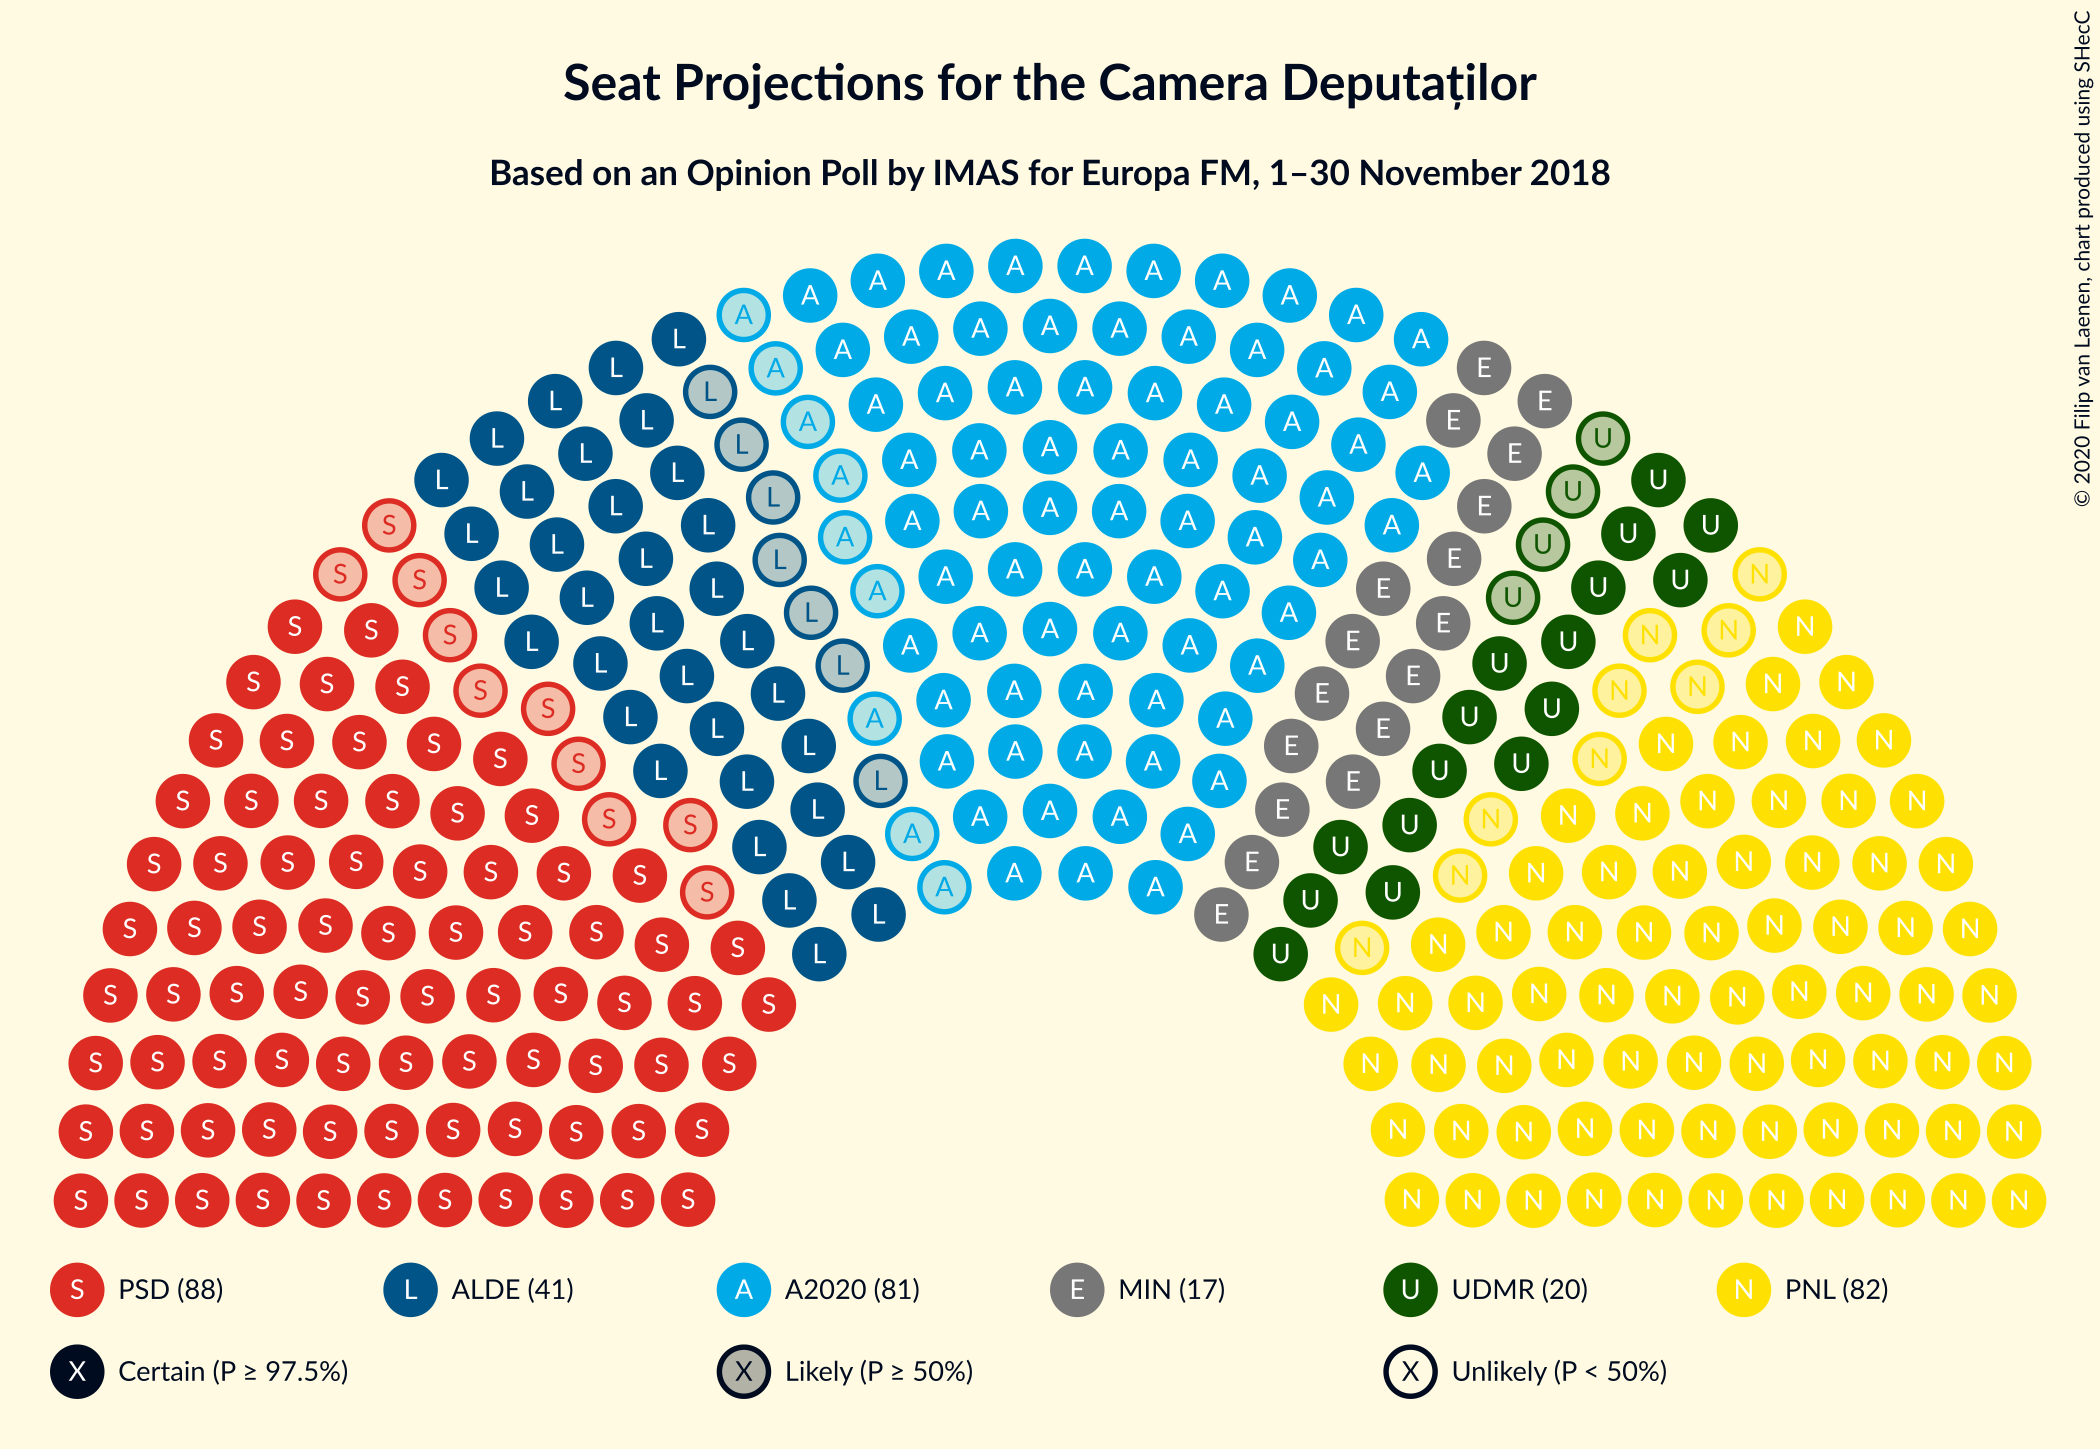 Seat Projections for the Camera Deputaților
Based on an Opinion Poll by IMAS for Europa FM, 1–30 November 2018
© 2020 Filip van Laenen, chart produced using SHecC
S PSD (88)
L ALDE (41)
A A2020 (81)
E MIN (17)
U UDMR (20)
N PNL (82)
X Certain (P ≥ 97.5%)
X Likely (P ≥ 50%)
X Unlikely (P < 50%)